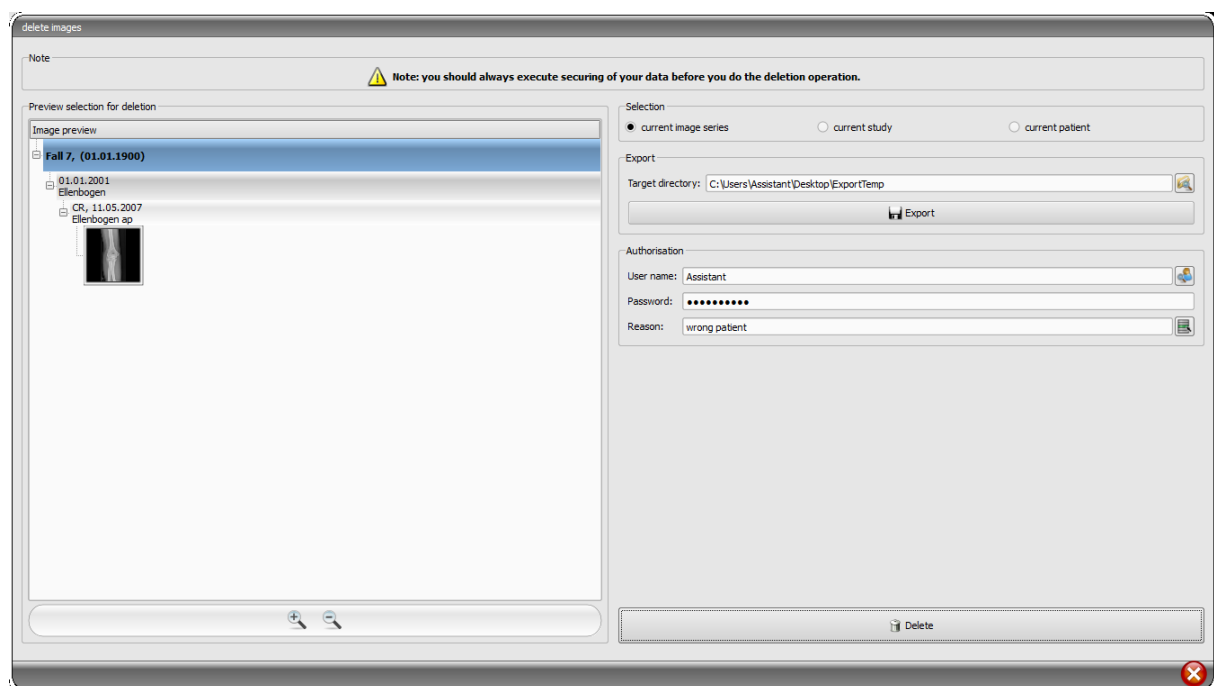 delete images
Note
Note: you should always execute securing of your data before you do the deletion operation.
Preview selection for deletion
Image preview
Fall 7, (01.01.1900)
01.01.2001
Ellenbogen
CR, 11.05.2007
Ellenbogen ap
Selection
current image series
current study
current patient
Export
Target directory: C:\Users\Assistant\Desktop\ExportTemp
Export
Authorisation
User name: Assistant
Password: ●●●●●●●●●●
Reason: wrong patient
Delete